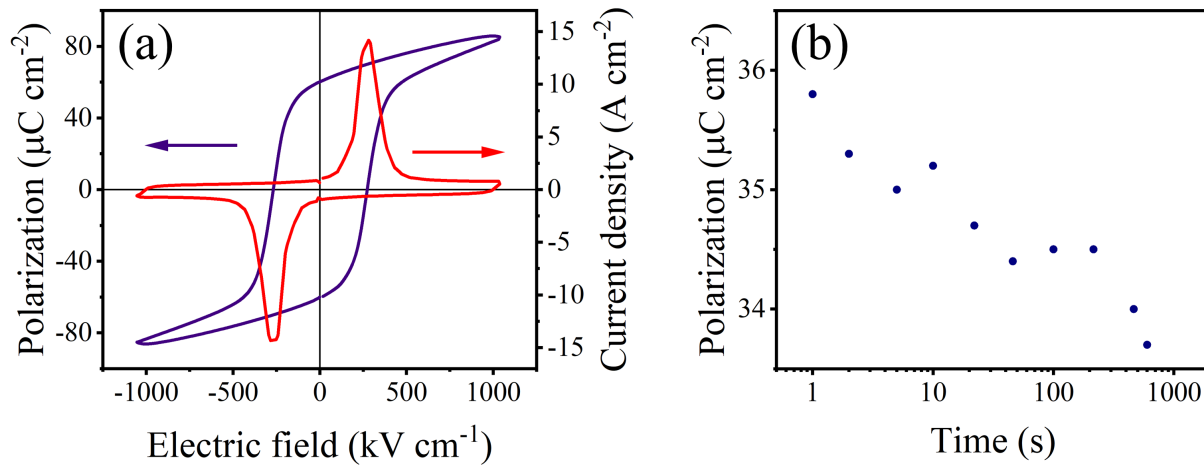 (a)
80
40
0
-40
-80
Polarization (μC cm-2)
15
10
5
0
-5
-10
-15
Current density (A cm-2)
-1000 -500 0 500 1000
Electric field (kV cm-1)
(b)
36
35
34
Polarization (μC cm-2)
1 10 100 1000
Time (s)